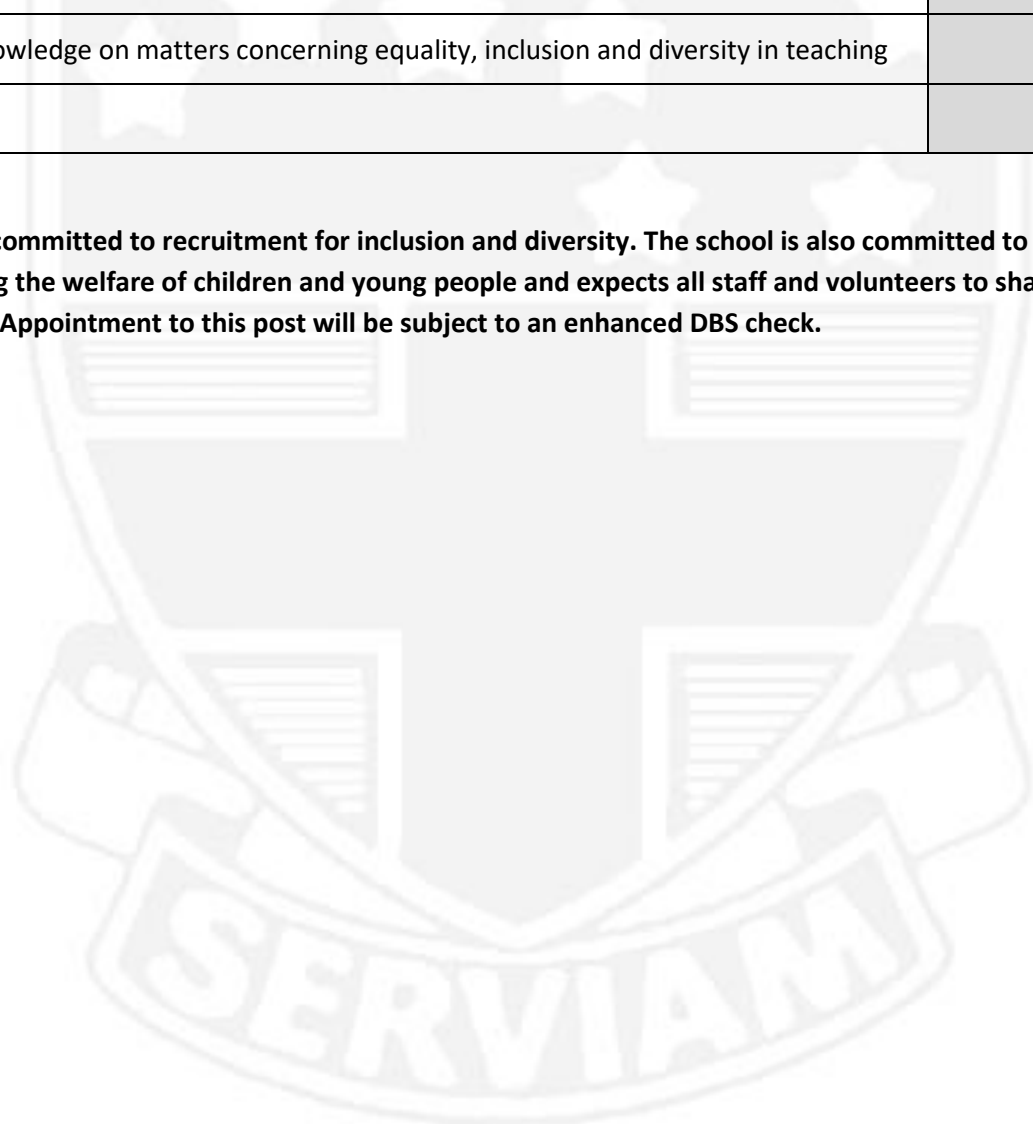 owledge on matters concerning equality, inclusion and diversity in teaching
committed to recruitment for inclusion and diversity. The school is also committed to
g the welfare of children and young people and expects all staff and volunteers to sha
Appointment to this post will be subject to an enhanced DBS check.
SERVIAM